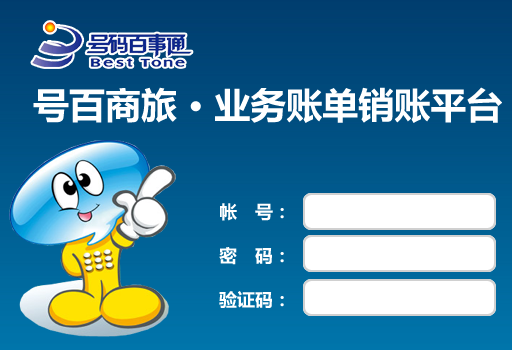 号码百事通
Best Tone
号百商旅·业务账单销账平台
帐 号：
密 码：
验证码：